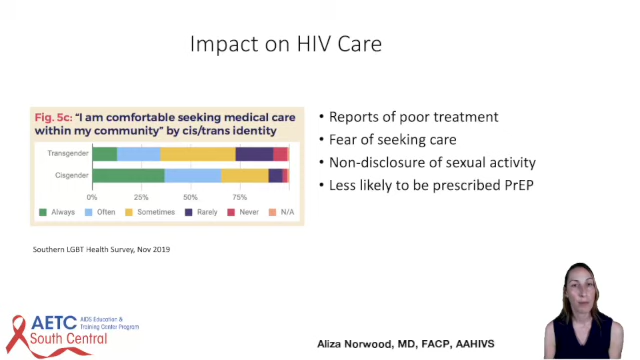 Impact on HIV Care
Fig. 5c: "I am comfortable seeking medical care
within my community" by cis/trans identity
Transgender
Cisgender
0% 25% 50% 75%
Always Often Sometimes Rarely Never N/A
Southern LGBT Health Survey, Nov 2019
• Reports of poor treatment
• Fear of seeking care
• Non-disclosure of sexual activity
• Less likely to be prescribed PrEP
AETC AIDS Education &
Training Center Program
South Central
Aliza Norwood, MD, FACP, AAHIVS